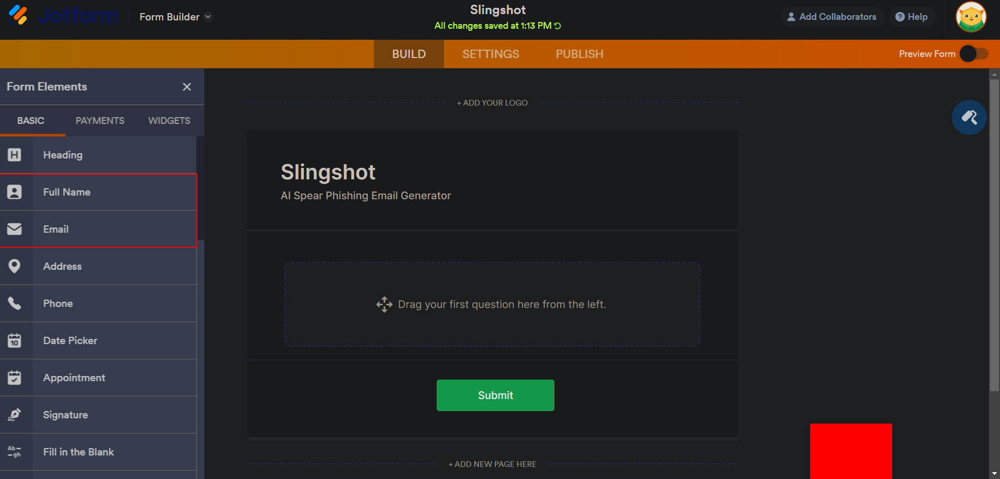 Jotform
Form Builder
Slingshot
All changes saved at 1:13 PM
Add Collaborators
Help
BUILD
SETTINGS
PUBLISH
Preview Form
Form Elements
BASIC
PAYMENTS
WIDGETS
Heading
Full Name
Email
Address
Phone
10
Date Picker
Appointment
Signature
Ab
gh
Fill in the Blank
+ ADD YOUR LOGO
Slingshot
AI Spear Phishing Email Generator
Drag your first question here from the left.
Submit
+ ADD NEW PAGE HERE